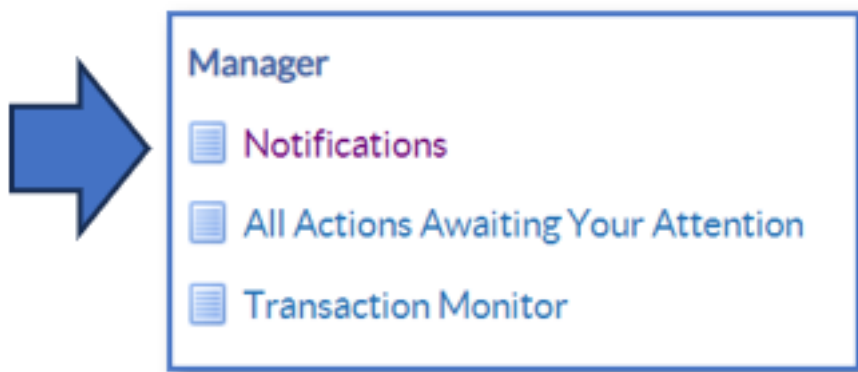 Manager
Notifications
All Actions Awaiting Your Attention
Transaction Monitor